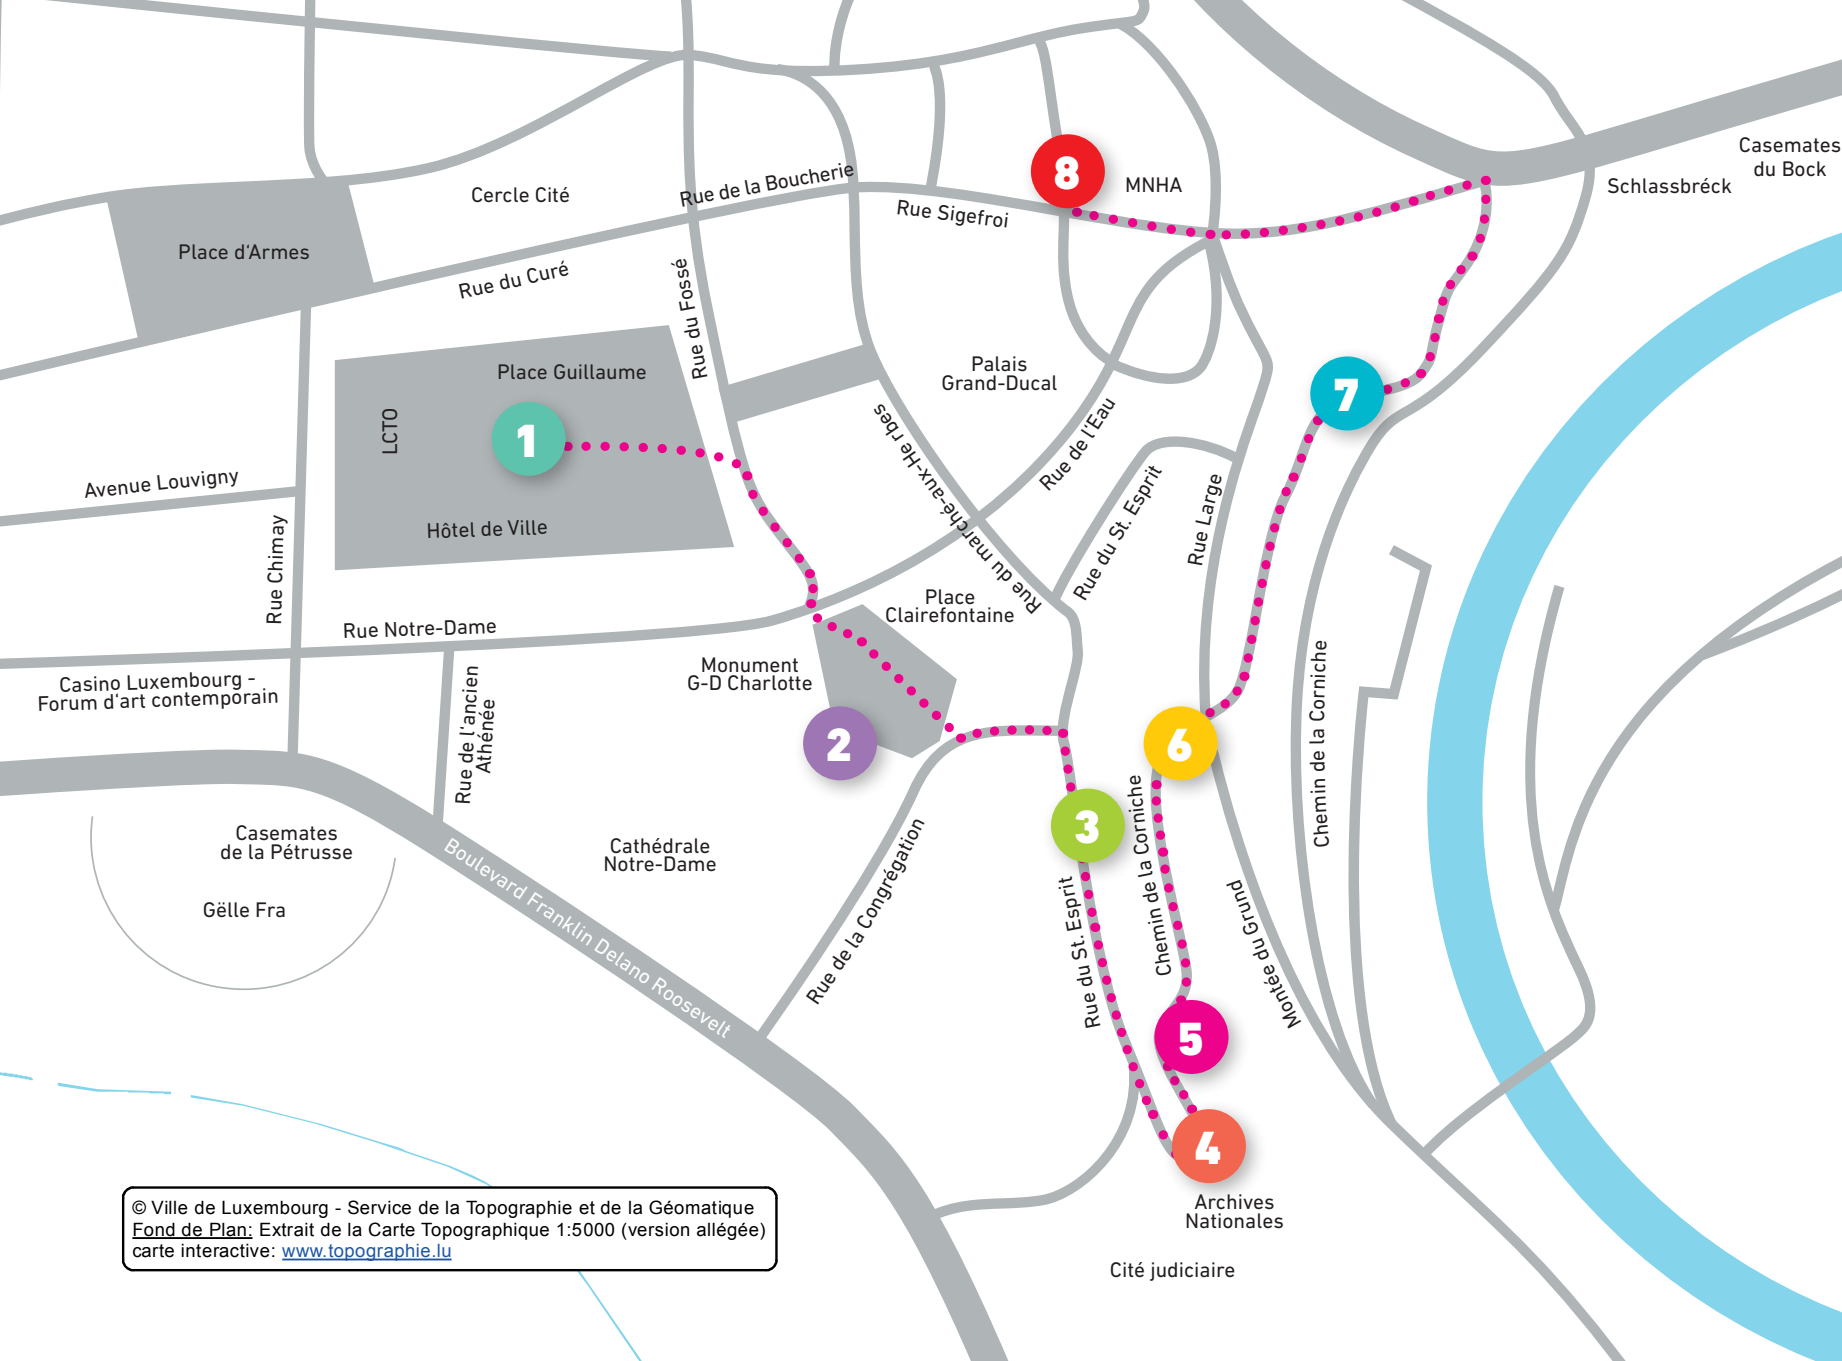 Casemates
du Bock
Schlassbréck
8
MNHA
Cercle Cité
Rue de la Boucherie
Rue Sigefroi
Place d'Armes
Rue du Curé
Rue du Fossé
Place Guillaume
LCTO
1
Hôtel de Ville
Palais
Grand-Ducal
7
Rue du marché-aux-He rbes
Rue de l'Eau
Rue du St. Esprit
Rue Large
Avenue Louvigny
Rue Chimay
Rue Notre-Dame
Place
Clairefontaine
Casino Luxembourg -
Forum d'art contemporain
Rue de l'ancien
Athénée
Monument
G-D Charlotte
2
6
Chemin de la Corniche
3
Chemin de la Corniche
Casemates
de la Pétrusse
Gëlle Fra
Cathédrale
Notre-Dame
Boulevard Franklin Delano Roosevelt
Rue de la Congrégation
Rue du St. Esprit
Montée du Grund
5
4
Archives
Nationales
Cité judiciaire
© Ville de Luxembourg - Service de la Topographie et de la Géomatique
Fond de Plan: Extrait de la Carte Topographique 1:5000 (version allégée)
carte interactive: www.topographie.lu